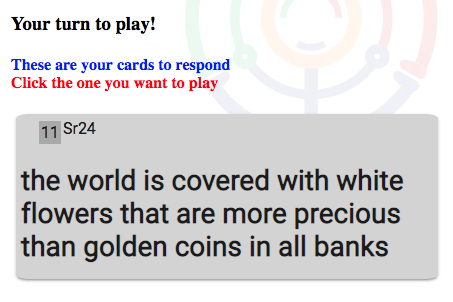 Your turn to play!
These are your cards to respond
Click the one you want to play
11 Sr24
the world is covered with white
flowers that are more precious
than golden coins in all banks